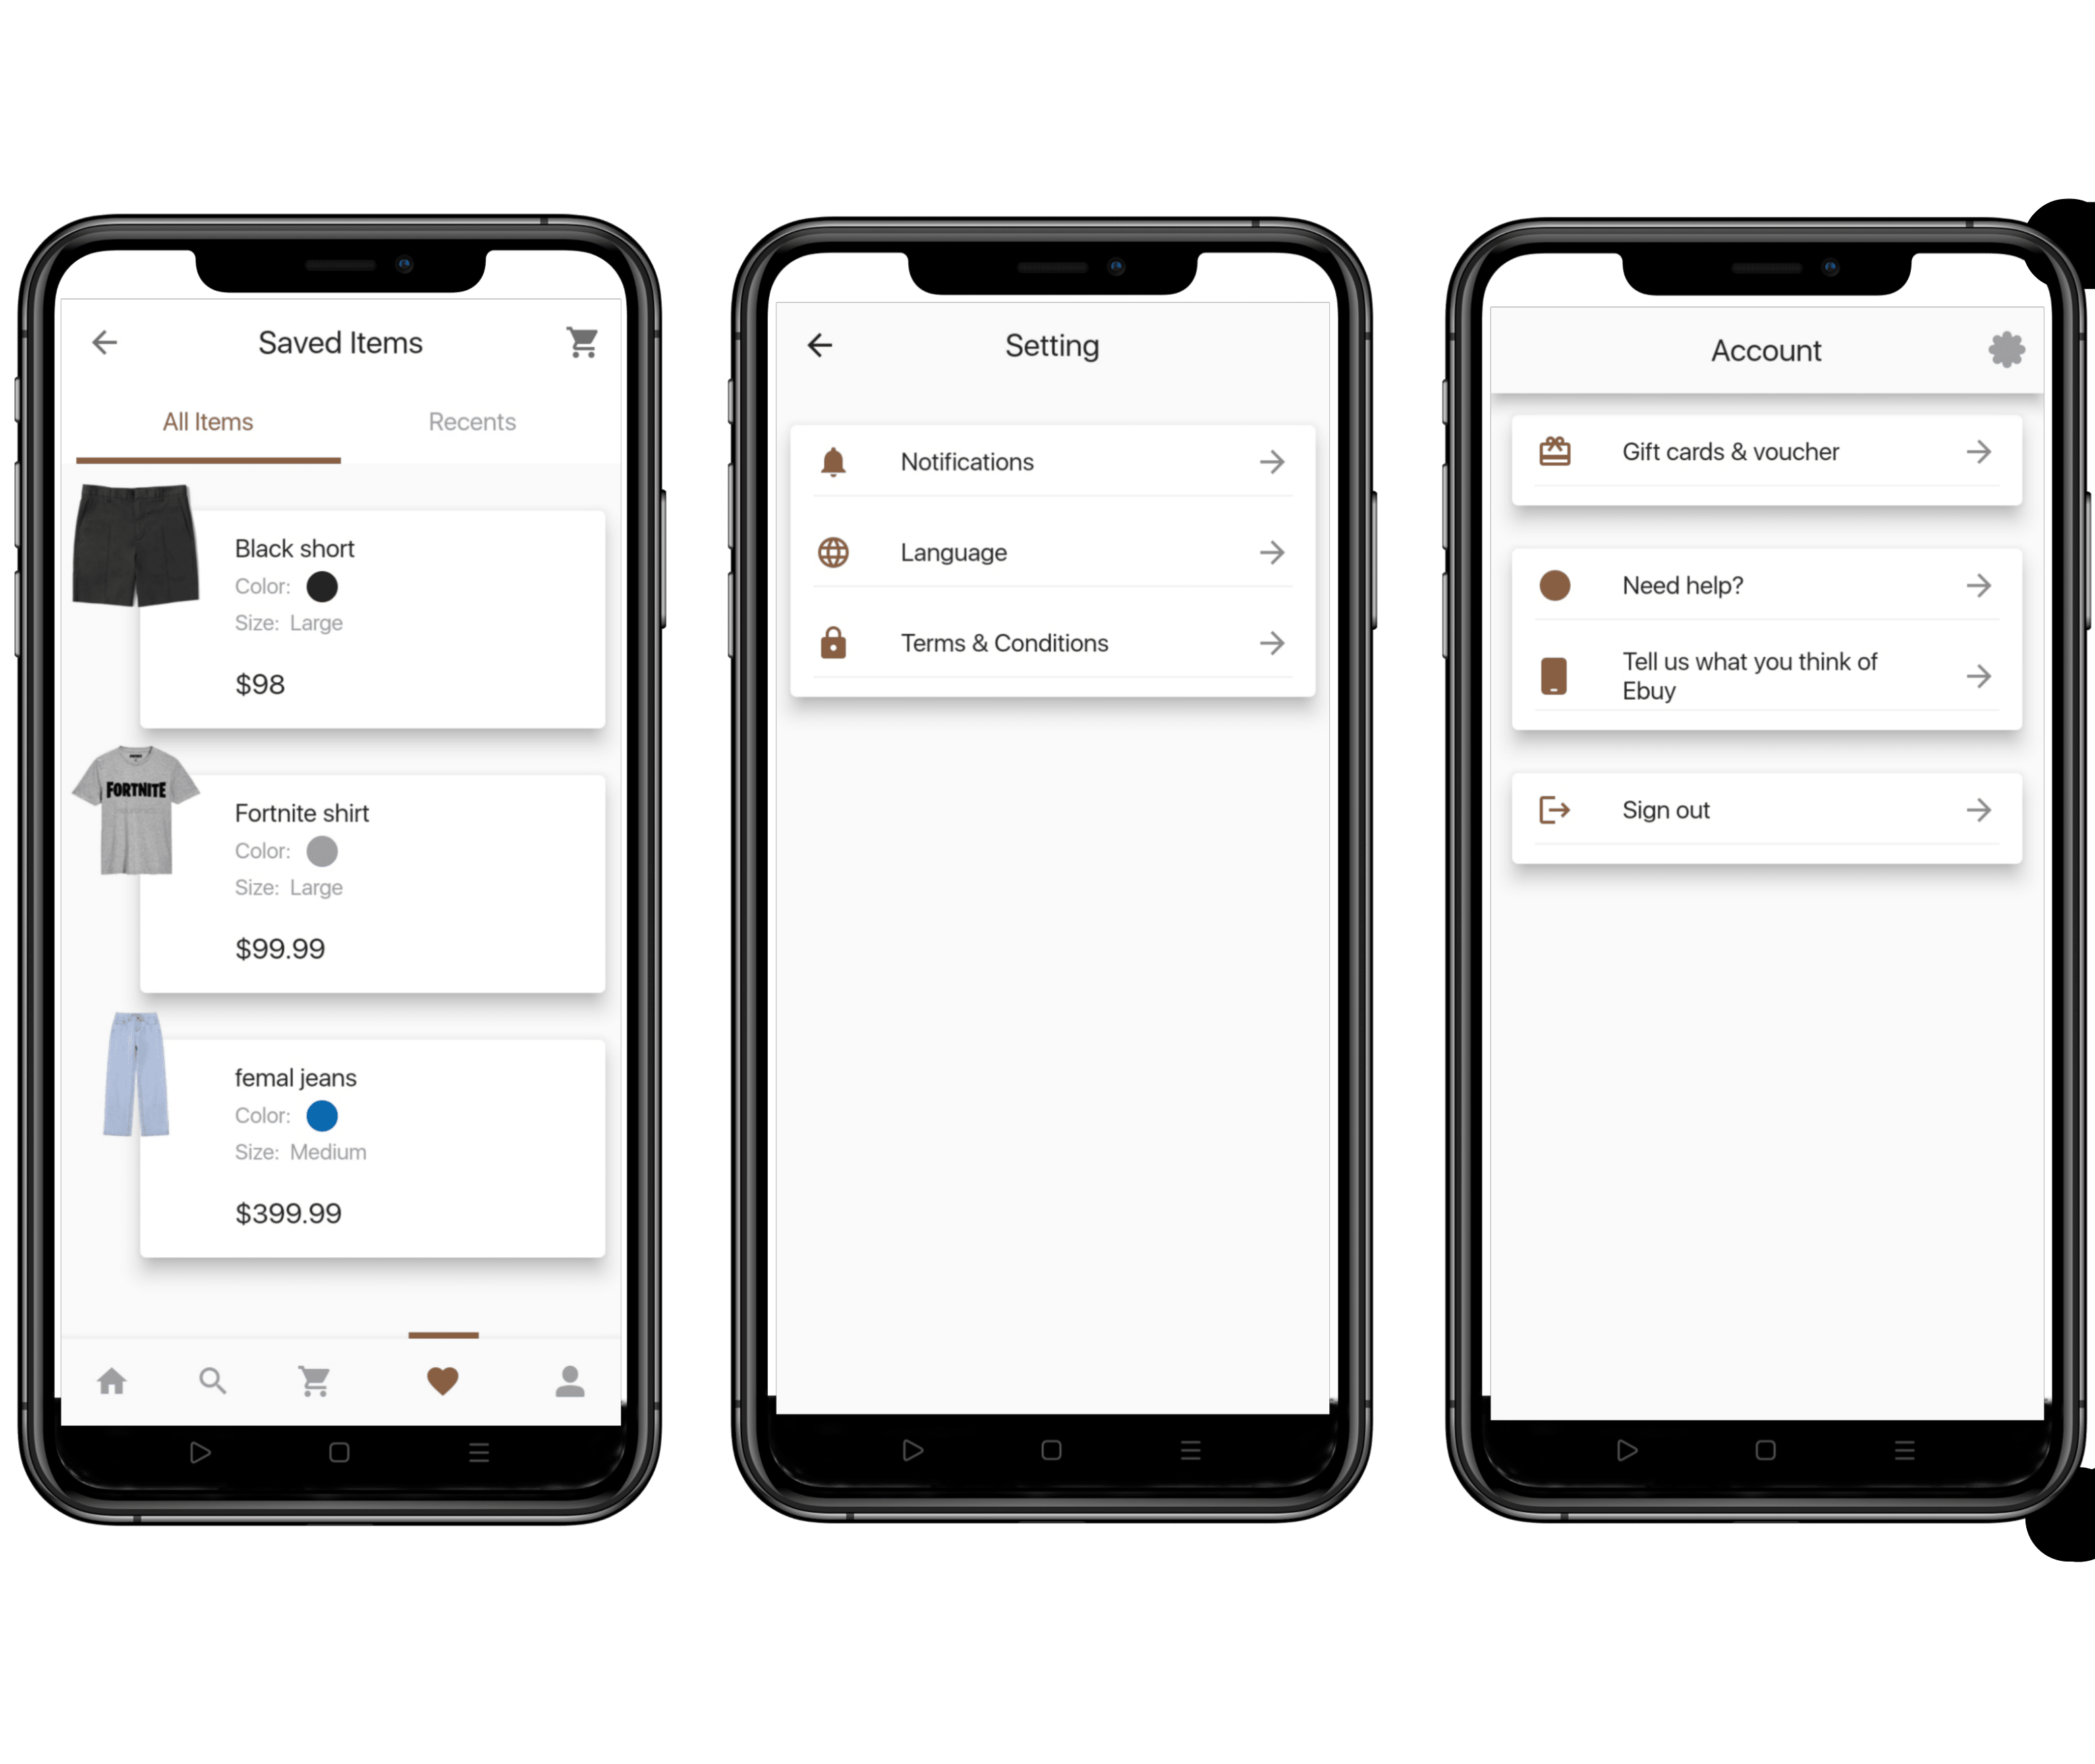 Saved Items
All Items
Recents
Black short
Color:
Size: Large
$98
FORTNITE
Fortnite shirt
Color:
Size: Large
$99.99
femal jeans
Color:
Size: Medium
$399.99
Setting
Notifications
Language
Terms & Conditions
Account
Gift cards & voucher
Need help?
Tell us what you think of
Ebuy
Sign out